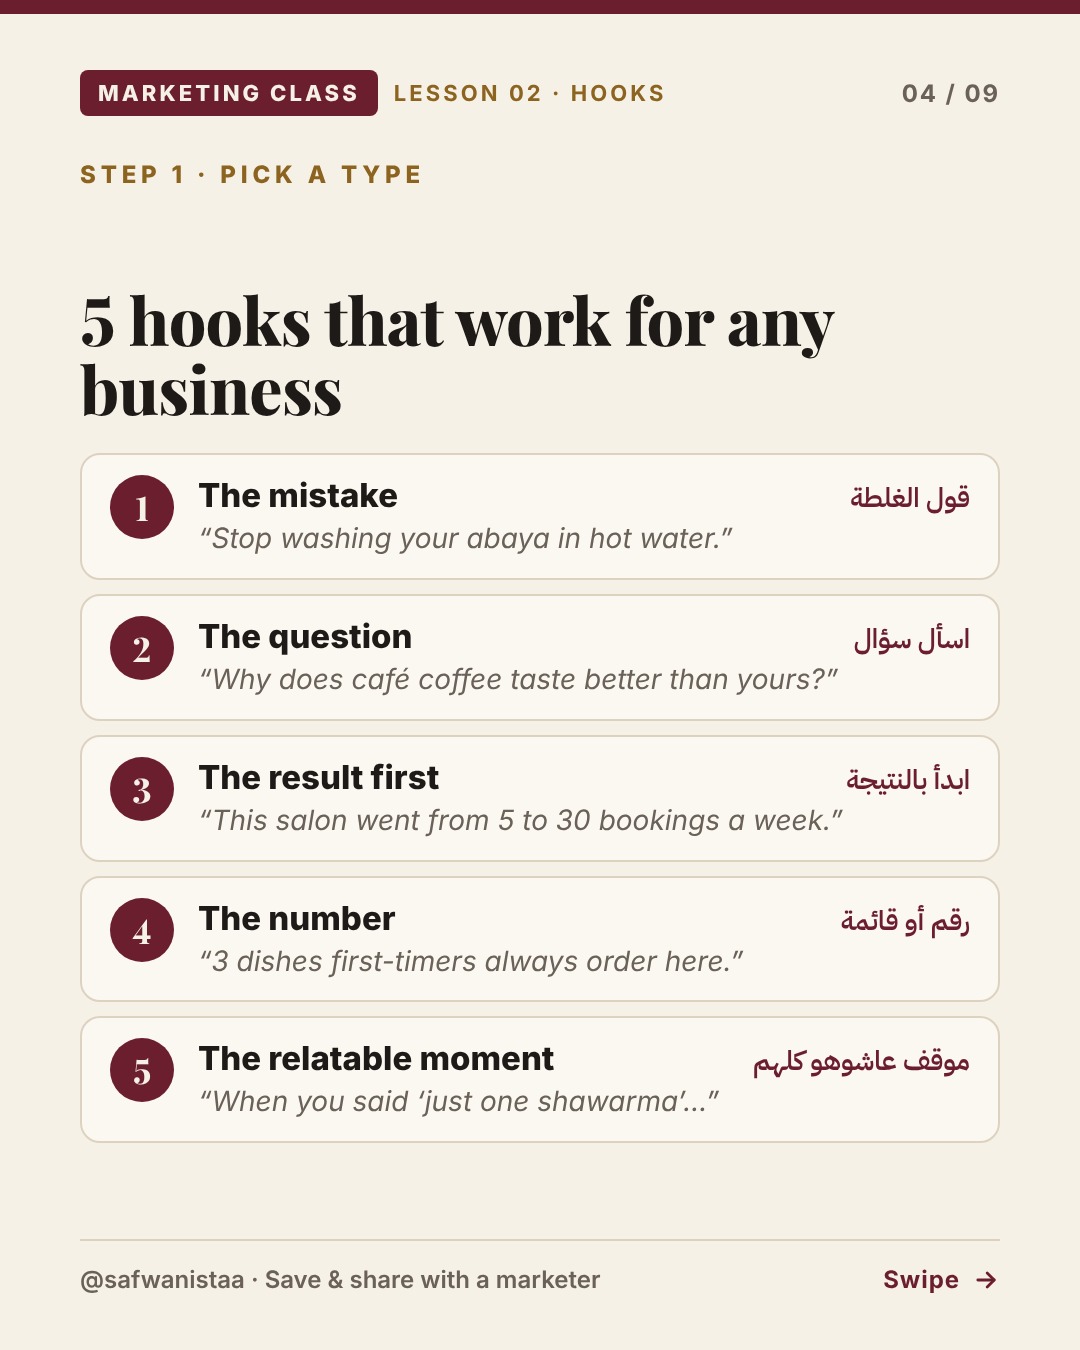 MARKETING CLASS LESSON 02 · HOOKS 04 / 09
STEP 1 · PICK A TYPE
5 hooks that work for any
business
1 The mistake قول الغلطة
“Stop washing your abaya in hot water.”
2 The question اسأل سؤال
“Why does café coffee taste better than yours?”
3 The result first ابدأ بالنتيجة
“This salon went from 5 to 30 bookings a week.”
4 The number رقم أو قائمة
“3 dishes first-timers always order here.”
5 The relatable moment موقف عاشوهو كلهم
“When you said ‘just one shawarma’…”
@safwanistaa · Save & share with a marketer Swipe →